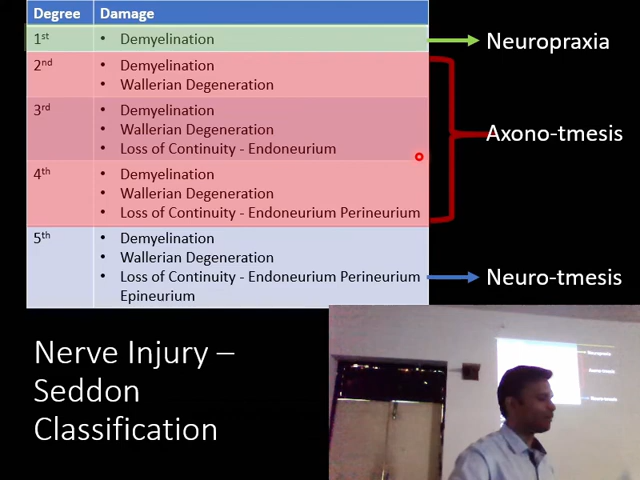 Degree Damage
1st • Demyelination
Neuropraxia
2nd • Demyelination
• Wallerian Degeneration
3rd • Demyelination
• Wallerian Degeneration
• Loss of Continuity - Endoneurium
Axono-tmesis
4th • Demyelination
• Wallerian Degeneration
• Loss of Continuity - Endoneurium Perineurium
5th • Demyelination
• Wallerian Degeneration
• Loss of Continuity - Endoneurium Perineurium
Epineurium
Neuro-tmesis
Nerve Injury –
Seddon
Classification